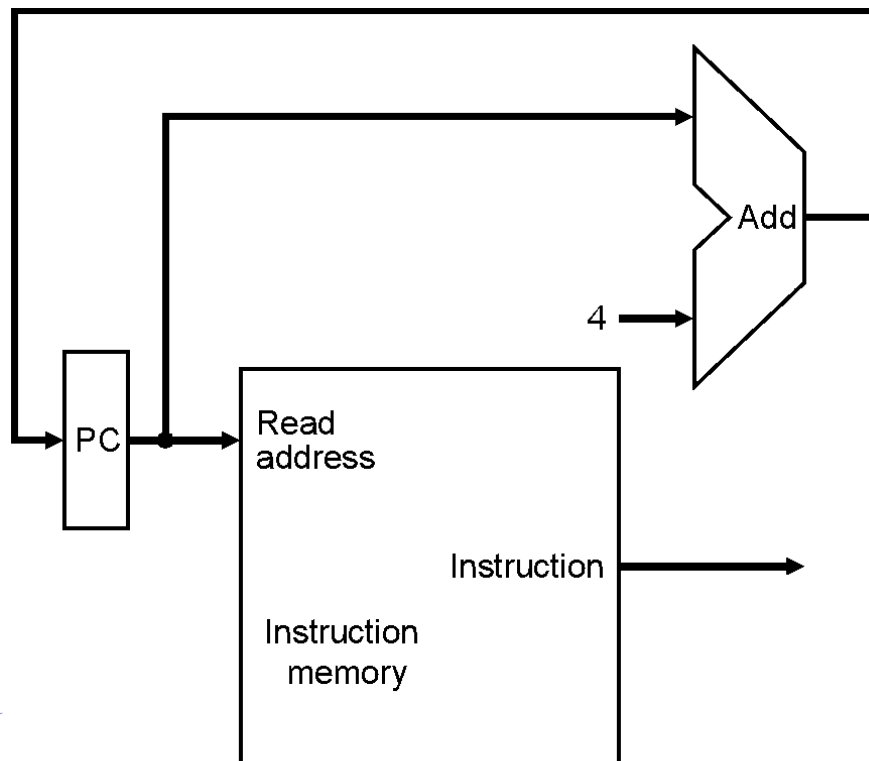 Add
4
PC
Read
address
Instruction
Instruction
memory